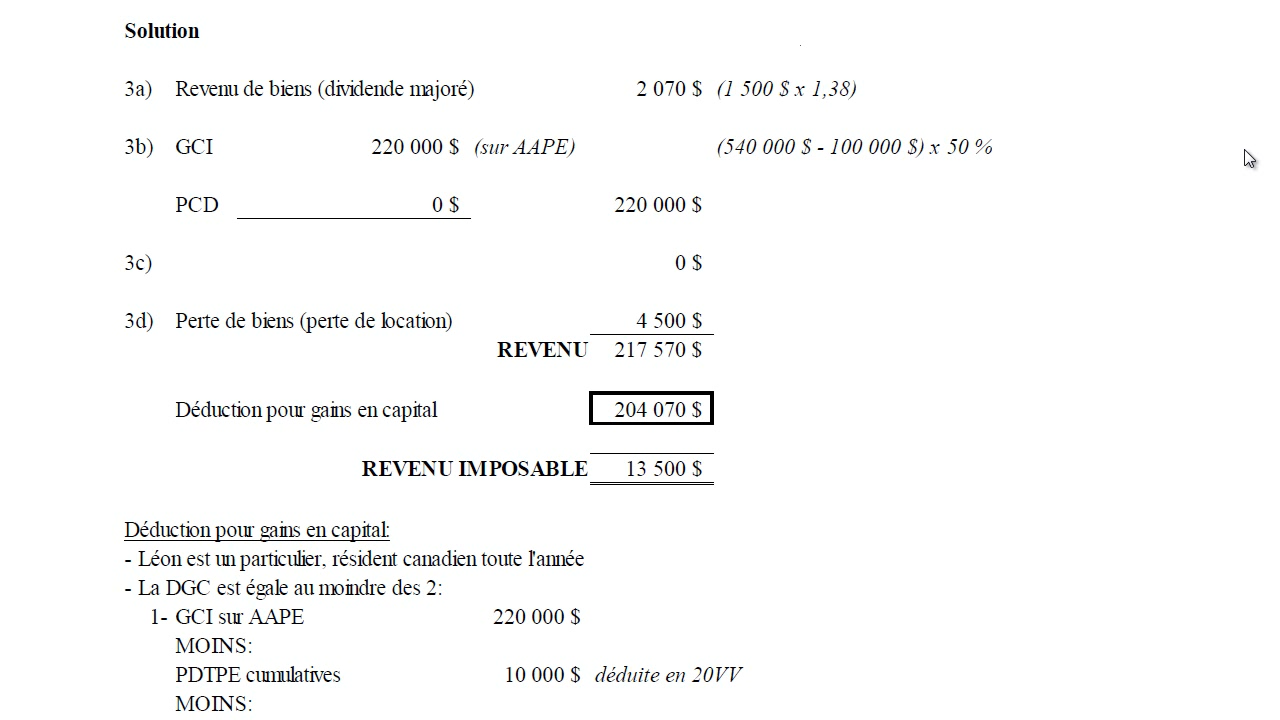 Solution
3a) Revenu de biens (dividende majoré) 2 070 $ (1 500 $ x 1,38)
3b) GCI 220 000 $ (sur AAPE) (540 000 $ - 100 000 $) x 50 %
PCD 0 $ 220 000 $
3c) 0 $
3d) Perte de biens (perte de location) 4 500 $
REVENU 217 570 $
Déduction pour gains en capital 204 070 $
REVENU IMPOSABLE 13 500 $
Déduction pour gains en capital:
- Léon est un particulier, résident canadien toute l'année
- La DGC est égale au moindre des 2:
1- GCI sur AAPE 220 000 $
MOINS:
PDTPE cumulatives 10 000 $ déduite en 20VV
MOINS: